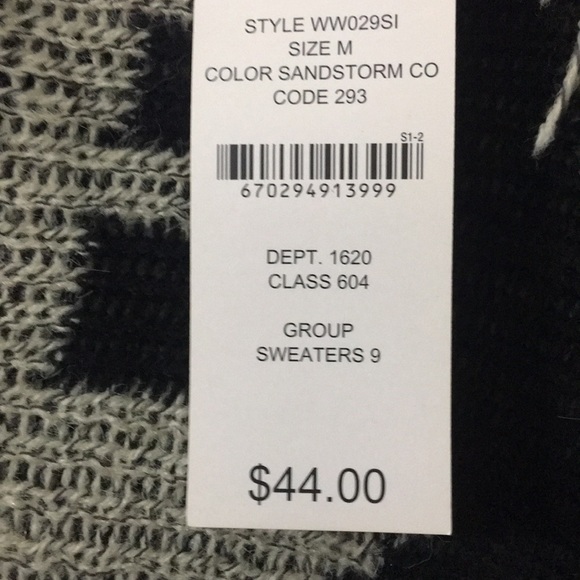 STYLE WW029SI
SIZE M
COLOR SANDSTORM CO
CODE 293
S1-2
670294913999
DEPT. 1620
CLASS 604
GROUP
SWEATERS 9
$44.00